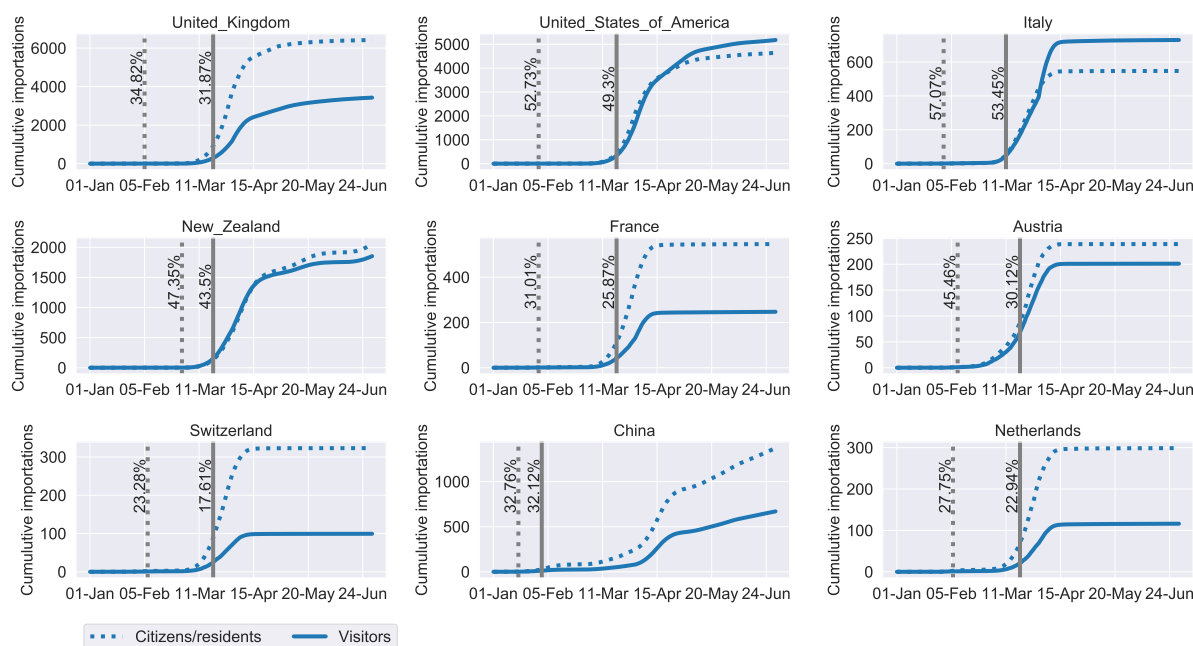 United_Kingdom
Cumulutive importations
6000
4000
2000
0
34.82%
31.87%
01-Jan 05-Feb 11-Mar 15-Apr 20-May 24-Jun
United_States_of_America
Cumulutive importations
5000
4000
3000
2000
1000
0
52.73%
49.3%
01-Jan 05-Feb 11-Mar 15-Apr 20-May 24-Jun
Italy
Cumulutive importations
600
400
200
0
57.07%
53.45%
01-Jan 05-Feb 11-Mar 15-Apr 20-May 24-Jun
New_Zealand
Cumulutive importations
2000
1500
1000
500
0
47.35%
43.5%
01-Jan 05-Feb 11-Mar 15-Apr 20-May 24-Jun
France
Cumulutive importations
400
200
0
31.01%
25.87%
01-Jan 05-Feb 11-Mar 15-Apr 20-May 24-Jun
Austria
Cumulutive importations
250
200
150
100
50
0
45.46%
30.12%
01-Jan 05-Feb 11-Mar 15-Apr 20-May 24-Jun
Switzerland
Cumulutive importations
300
200
100
0
23.28%
17.61%
01-Jan 05-Feb 11-Mar 15-Apr 20-May 24-Jun
China
Cumulutive importations
1000
500
0
32.76%
32.12%
01-Jan 05-Feb 11-Mar 15-Apr 20-May 24-Jun
Netherlands
Cumulutive importations
300
200
100
0
27.75%
22.94%
01-Jan 05-Feb 11-Mar 15-Apr 20-May 24-Jun
Citizens/residents Visitors